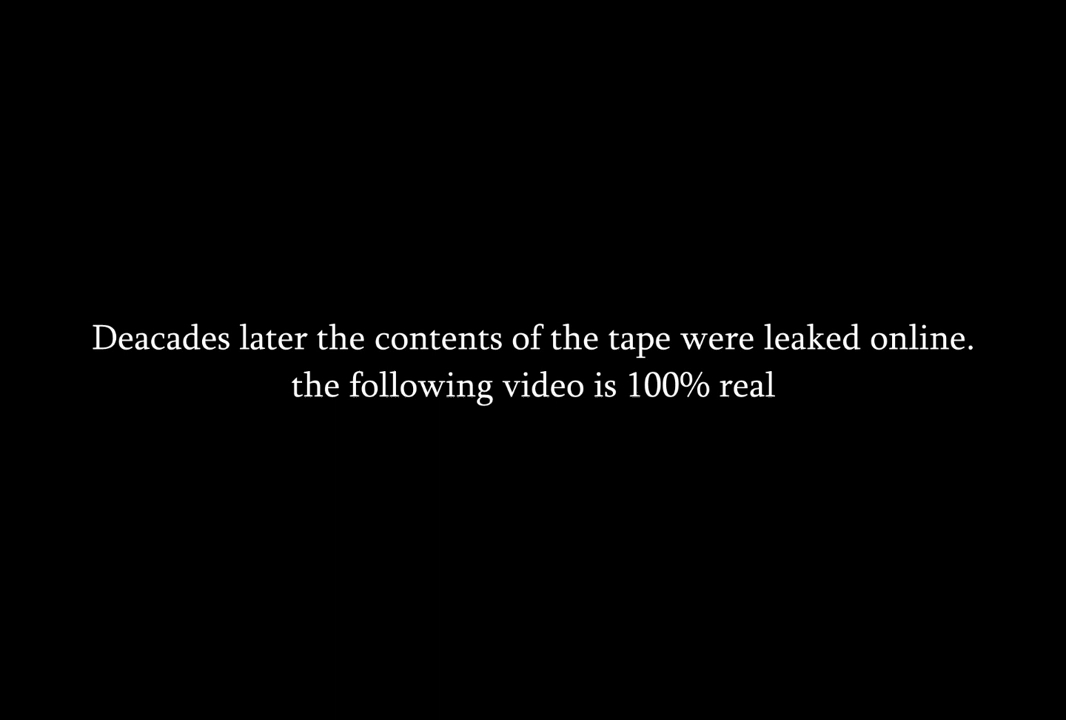 Deacades later the contents of the tape were leaked online.
the following video is 100% real